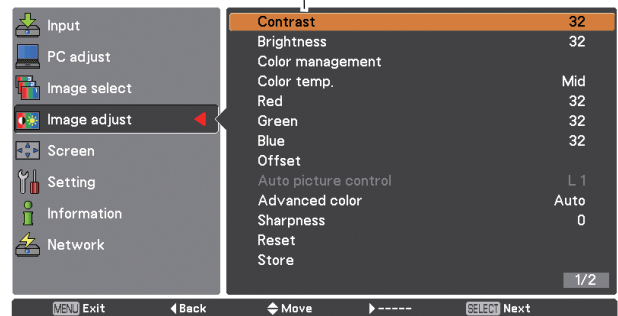 Input
PC adjust
Image select
Image adjust
Screen
Setting
Information
Network
Contrast 32
Brightness 32
Color management
Color temp. Mid
Red 32
Green 32
Blue 32
Offset
Auto picture control L 1
Advanced color Auto
Sharpness 0
Reset
Store
1/2
MENU Exit Back Move ----- SELECT Next